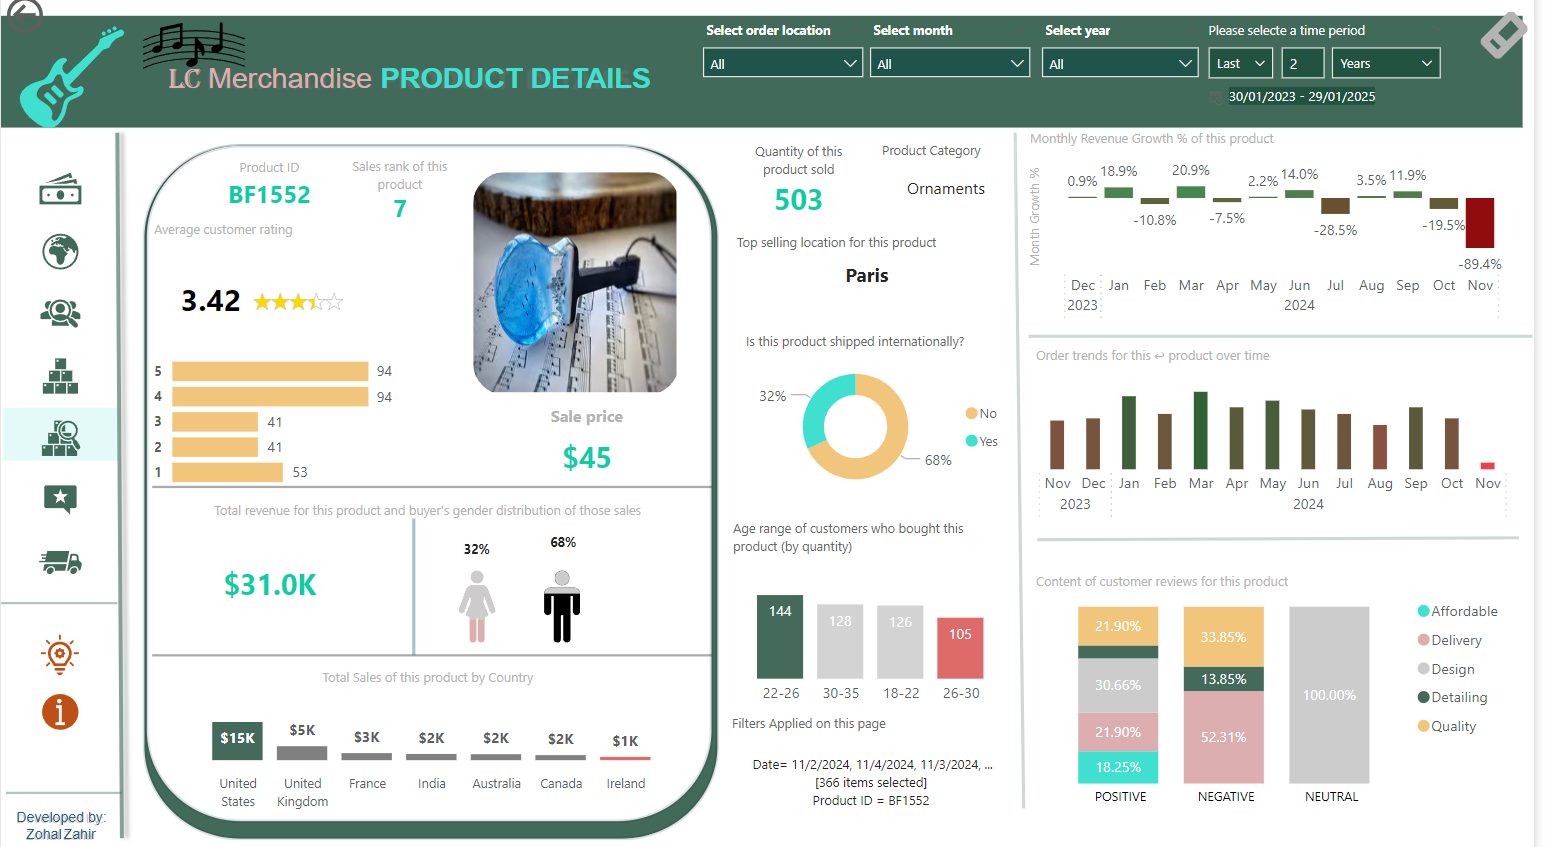 Select order location
Select month
Select year
Please selecte a time period
All
All
All
Last
2
Years
30/01/2023 - 29/01/2025
LC Merchandise PRODUCT DETAILS
Product ID
BF1552
Sales rank of this
product
7
Average customer rating
3.42
5 94
4 94
3 41
2 41
1 53
Sale price
$45
Total revenue for this product and buyer's gender distribution of those sales
$31.0K
32%
68%
Total Sales of this product by Country
$15K
$5K
$3K
$2K
$2K
$2K
$1K
United
States
United
Kingdom
France
India
Australia
Canada
Ireland
Developed by:
Zohal Zahir
Quantity of this
product sold
503
Product Category
Ornaments
Top selling location for this product
Paris
Is this product shipped internationally?
32%
68%
No
Yes
Age range of customers who bought this
product (by quantity)
144
128
126
105
22-26
30-35
18-22
26-30
Filters Applied on this page
Date= 11/2/2024, 11/4/2024, 11/3/2024, ...
[366 items selected]
Product ID = BF1552
Monthly Revenue Growth % of this product
Month Growth %
0.9%
18.9%
-10.8%
20.9%
-7.5%
2.2%
14.0%
-28.5%
3.5%
11.9%
-19.5%
-89.4%
Dec Jan Feb Mar Apr May Jun Jul Aug Sep Oct Nov
2023 2024
Order trends for this ↩ product over time
Nov Dec Jan Feb Mar Apr May Jun Jul Aug Sep Oct Nov
2023 2024
Content of customer reviews for this product
21.90%
30.66%
21.90%
18.25%
33.85%
13.85%
52.31%
100.00%
POSITIVE
NEGATIVE
NEUTRAL
Affordable
Delivery
Design
Detailing
Quality